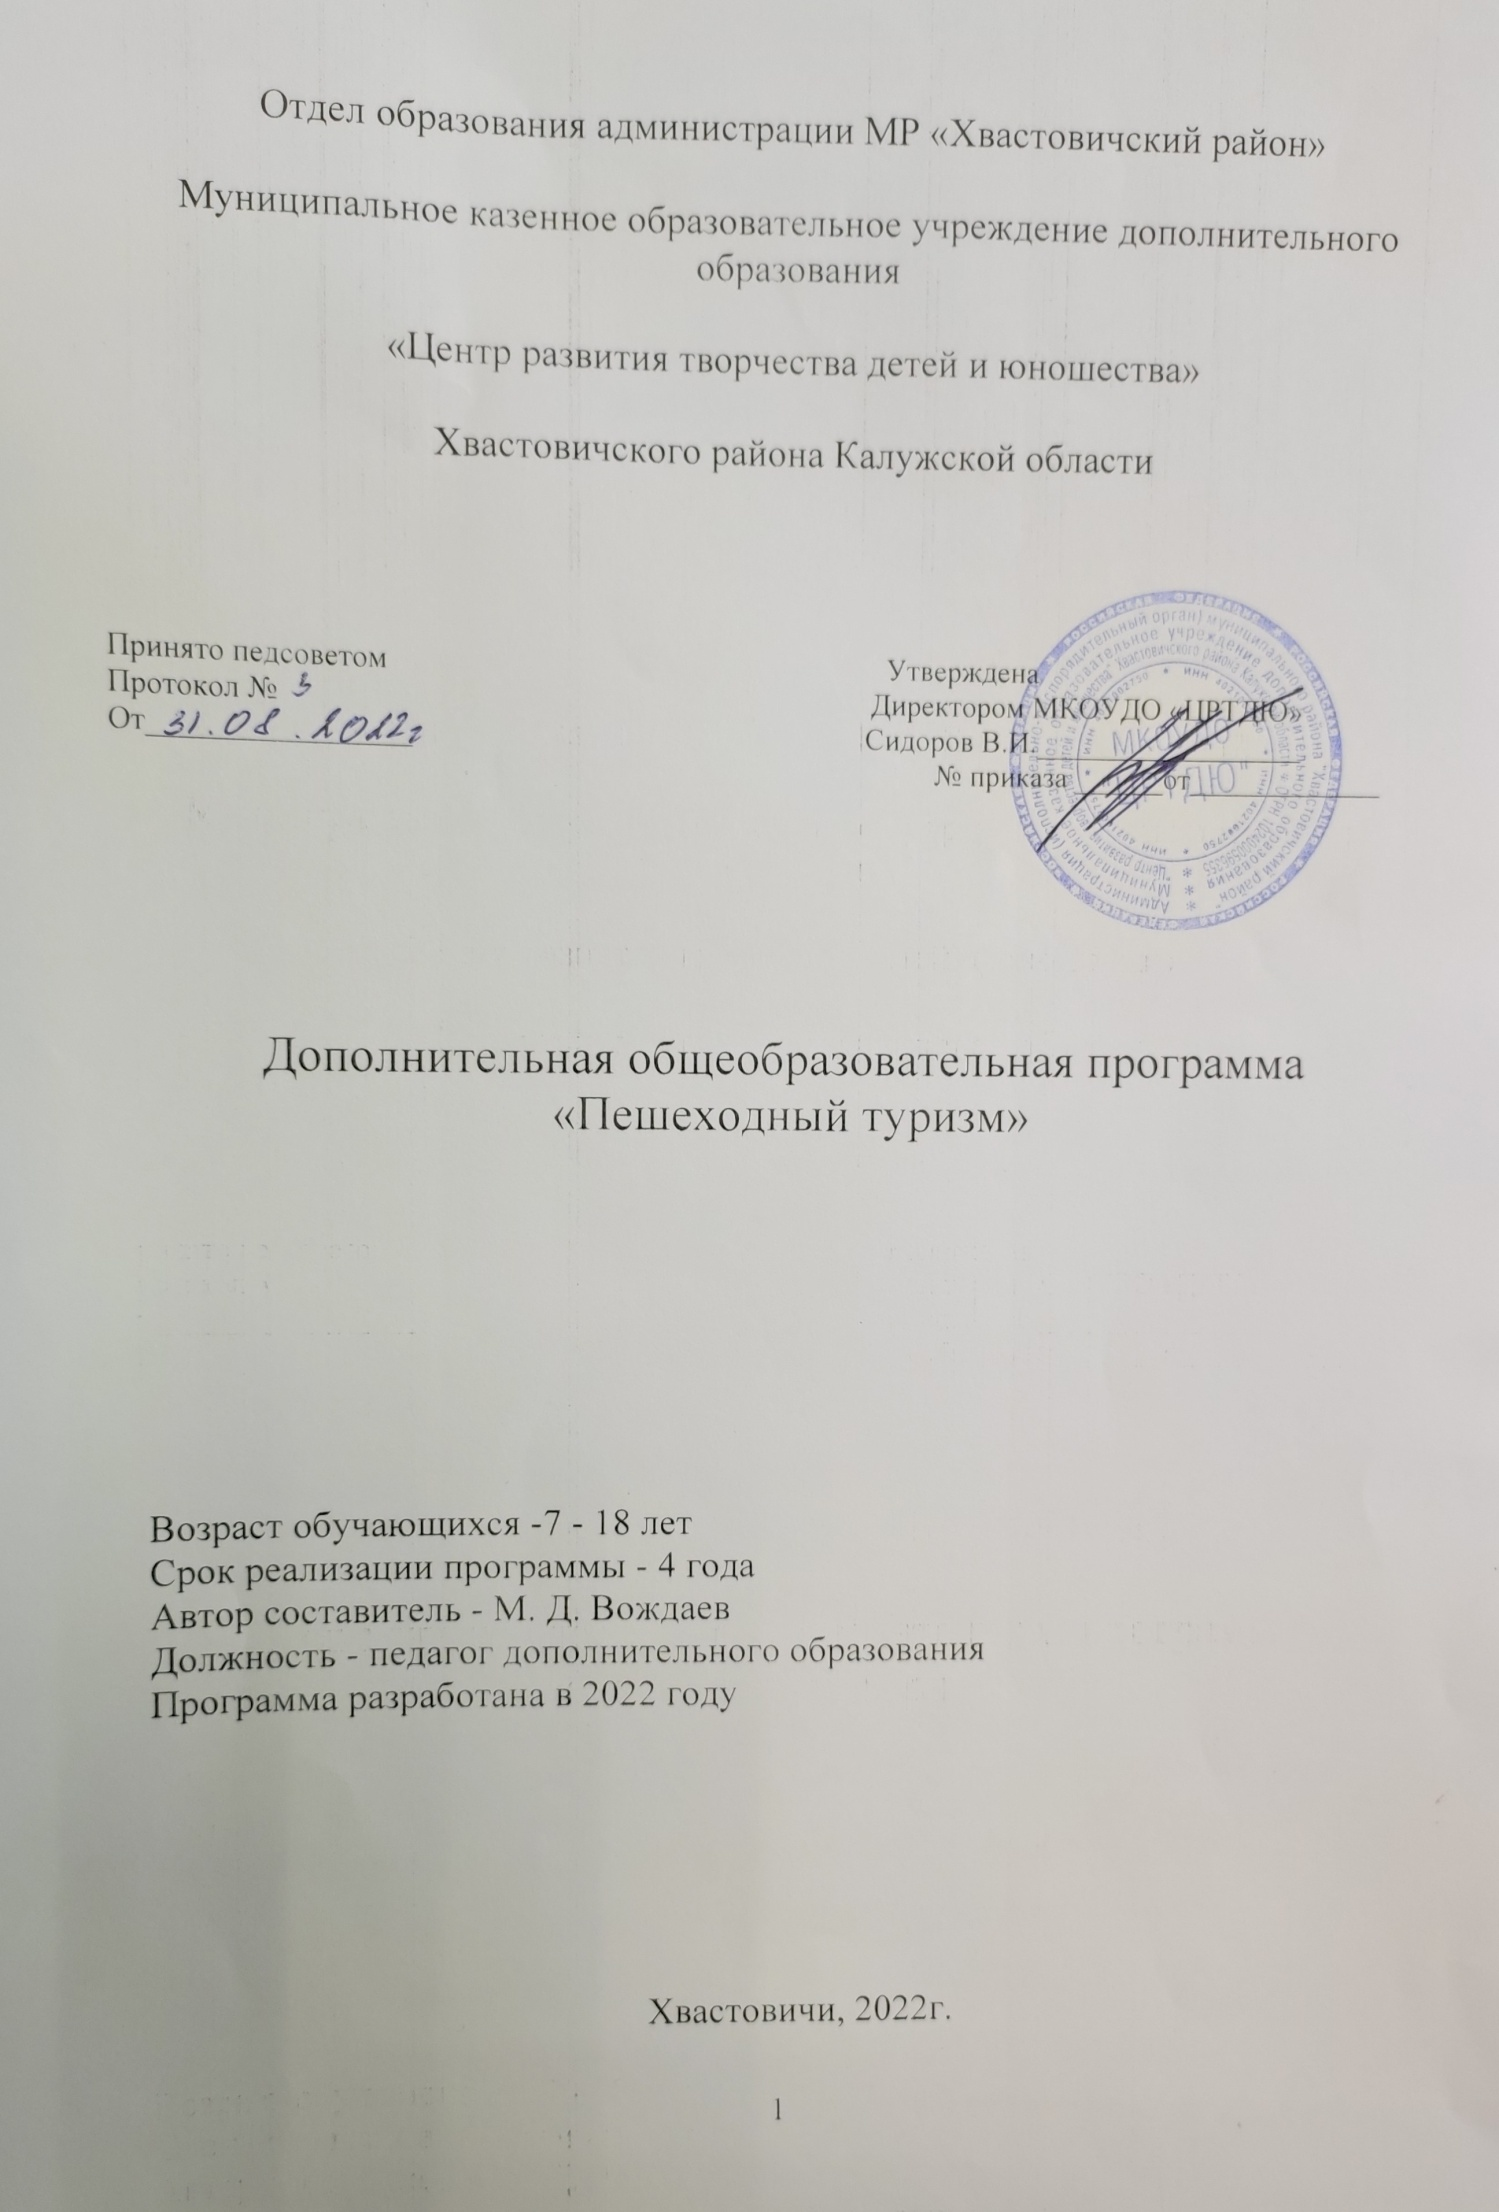 Отдел образования администрации МР «Хвастовичский район»
Муниципальное казенное образовательное учреждение дополнительного
образования
«Центр развития творчества детей и юношества»
Хвастовичского района Калужской области
Принято педсоветом
Протокол № 3
От 31.08.2022г
Утверждена
Директором МКОУДО «ЦРТДЮ»
Сидоров В.И.
№ приказа ______ от ______
МКОУДО
Дополнительная общеобразовательная программа
«Пешеходный туризм»
Возраст обучающихся -7 - 18 лет
Срок реализации программы - 4 года
Автор составитель - М. Д. Вождаев
Должность - педагог дополнительного образования
Программа разработана в 2022 году
Хвастовичи, 2022г.
1